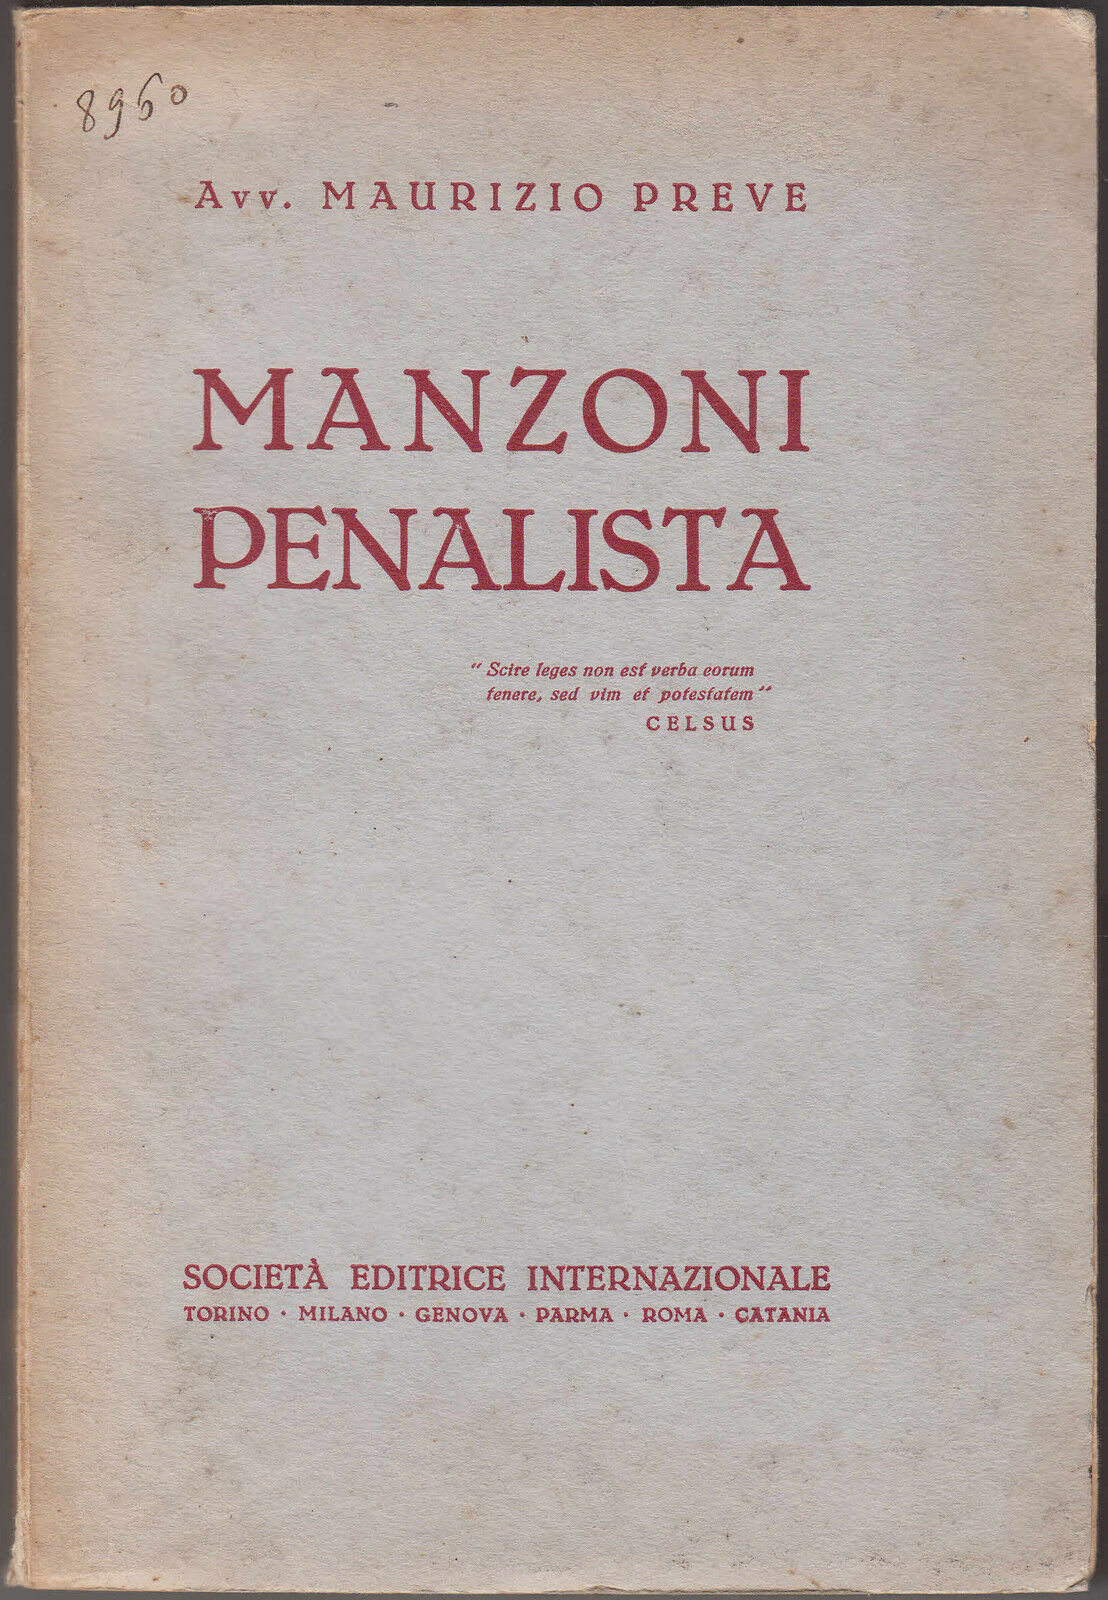 8960
Avv. MAURIZIO PREVE
MANZONI
PENALISTA
" Scire leges non est verba eorum
tenere, sed vim et potestatem "
CELSUS
SOCIETÀ EDITRICE INTERNAZIONALE
TORINO · MILANO · GENOVA · PARMA · ROMA · CATANIA